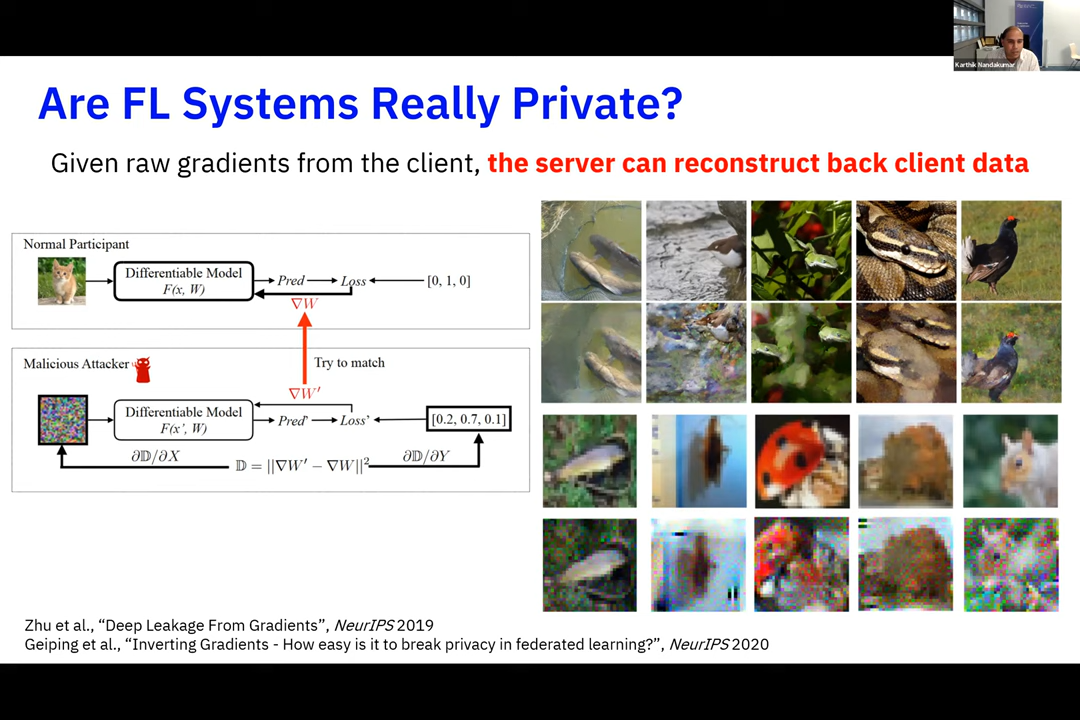 Karthik Nandakumar
Are FL Systems Really Private?
Given raw gradients from the client, the server can reconstruct back client data
Normal Participant
Differentiable Model
F(x, W)
Pred
Loss
[0, 1, 0]
∇W
Try to match
Malicious Attacker
∇W'
Differentiable Model
F(x', W)
Pred'
Loss'
[0.2, 0.7, 0.1]
∂𝔻/∂X
𝔻 = ||∇W' − ∇W||²
∂𝔻/∂Y
Zhu et al., “Deep Leakage From Gradients”, NeurIPS 2019
Geiping et al., “Inverting Gradients - How easy is it to break privacy in federated learning?”, NeurIPS 2020